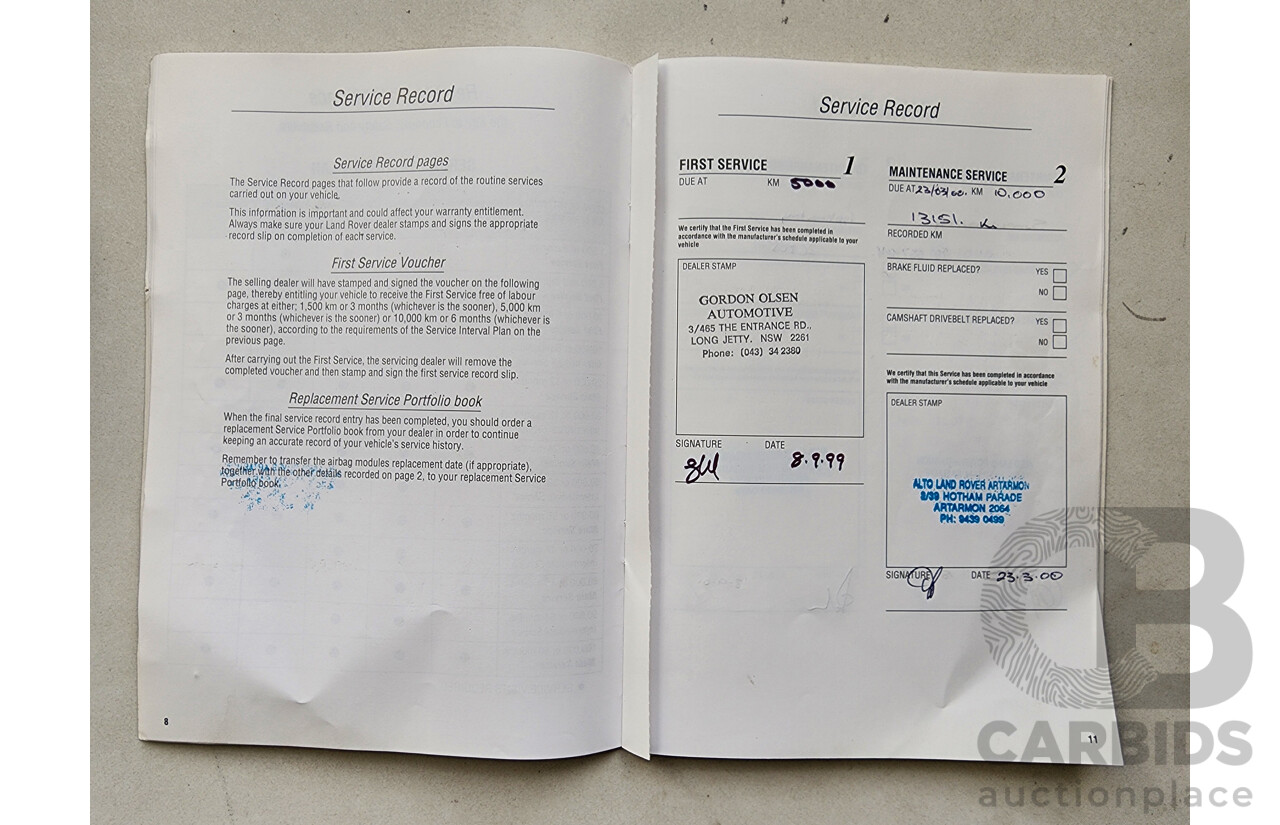 Service Record
Service Record pages
The Service Record pages that follow provide a record of the routine services
carried out on your vehicle.
This information is important and could affect your warranty entitlement.
Always make sure your Land Rover dealer stamps and signs the appropriate
record slip on completion of each service.
First Service Voucher
The selling dealer will have stamped and signed the voucher on the following
page, thereby entitling your vehicle to receive the First Service free of labour
charges at either; 1,500 km or 3 months (whichever is the sooner), 5,000 km
or 3 months (whichever is the sooner) or 10,000 km or 6 months (whichever is
the sooner), according to the requirements of the Service Interval Plan on the
previous page.
After carrying out the First Service, the servicing dealer will remove the
completed voucher and then stamp and sign the first service record slip.
Replacement Service Portfolio book
When the final service record entry has been completed, you should order a
replacement Service Portfolio book from your dealer in order to continue
keeping an accurate record of your vehicle's service history.
Remember to transfer the airbag modules replacement date (if appropriate),
together with the other details recorded on page 2, to your replacement Service
Portfolio book.
8
Service Record
FIRST SERVICE 1
DUE AT KM 5000
We certify that the First Service has been completed in
accordance with the manufacturer's schedule applicable to your
vehicle
DEALER STAMP
GORDON OLSEN
AUTOMOTIVE
3/465 THE ENTRANCE RD.,
LONG JETTY. NSW 2261
Phone: (043) 34 2380
SIGNATURE DATE 8.9.99
MAINTENANCE SERVICE 2
DUE AT 23/03/00. KM 10,000
13151. K
RECORDED KM
BRAKE FLUID REPLACED? YES
NO
CAMSHAFT DRIVEBELT REPLACED? YES
NO
We certify that this Service has been completed in accordance
with the manufacturer's schedule applicable to your vehicle
DEALER STAMP
ALTO LAND ROVER ARTARMON
2/39 HOTHAM PARADE
ARTARMON 2064
PH: 9439 0499
SIGNATURE DATE 23.3.00
11
CB
CARBIDS
auctionplace